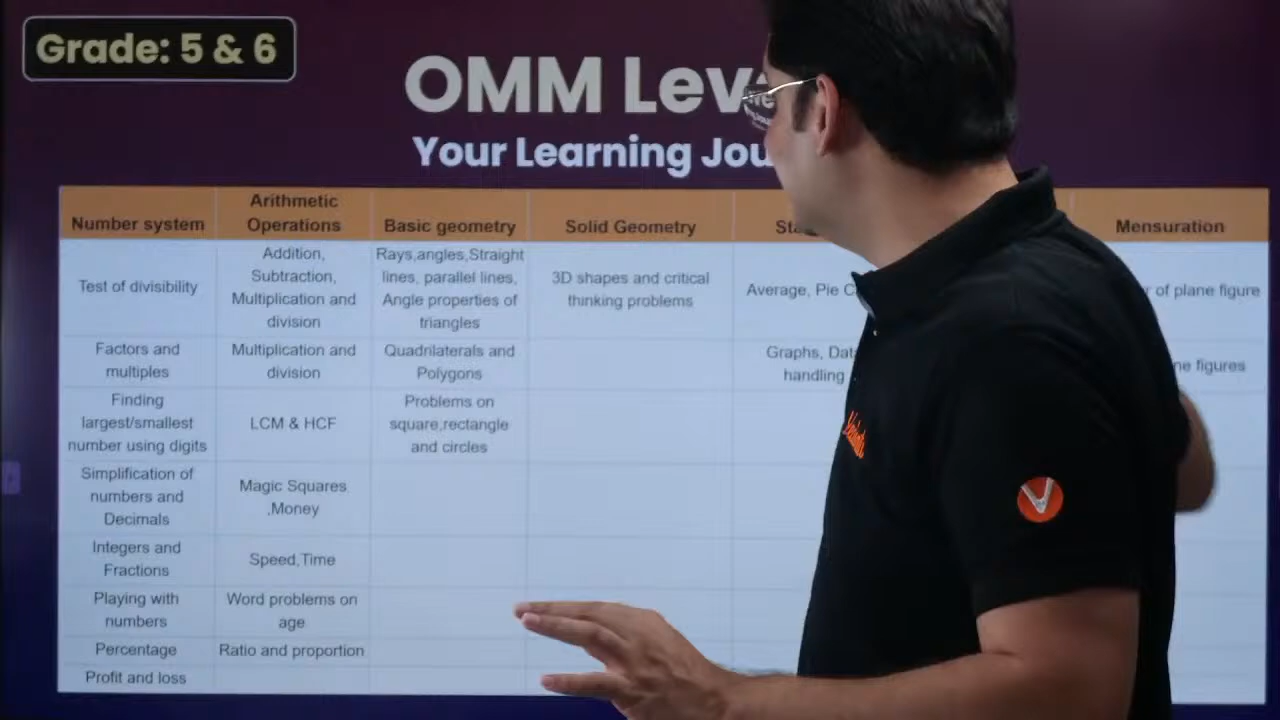 Grade: 5 & 6
OMM Lev
Your Learning Jou
Number system
Arithmetic
Operations
Basic geometry
Solid Geometry
Mensuration
Test of divisibility
Addition,
Subtraction,
Multiplication and
division
Rays,angles,Straight
lines, parallel lines,
Angle properties of
triangles
3D shapes and critical
thinking problems
Average, Pie C
of plane figure
Factors and
multiples
Multiplication and
division
Quadrilaterals and
Polygons
Graphs, Dat
handling
ne figures
Finding
largest/smallest
number using digits
LCM & HCF
Problems on
square,rectangle
and circles
Simplification of
numbers and
Decimals
Magic Squares
,Money
Integers and
Fractions
Speed,Time
Playing with
numbers
Word problems on
age
Percentage
Ratio and proportion
Profit and loss
V